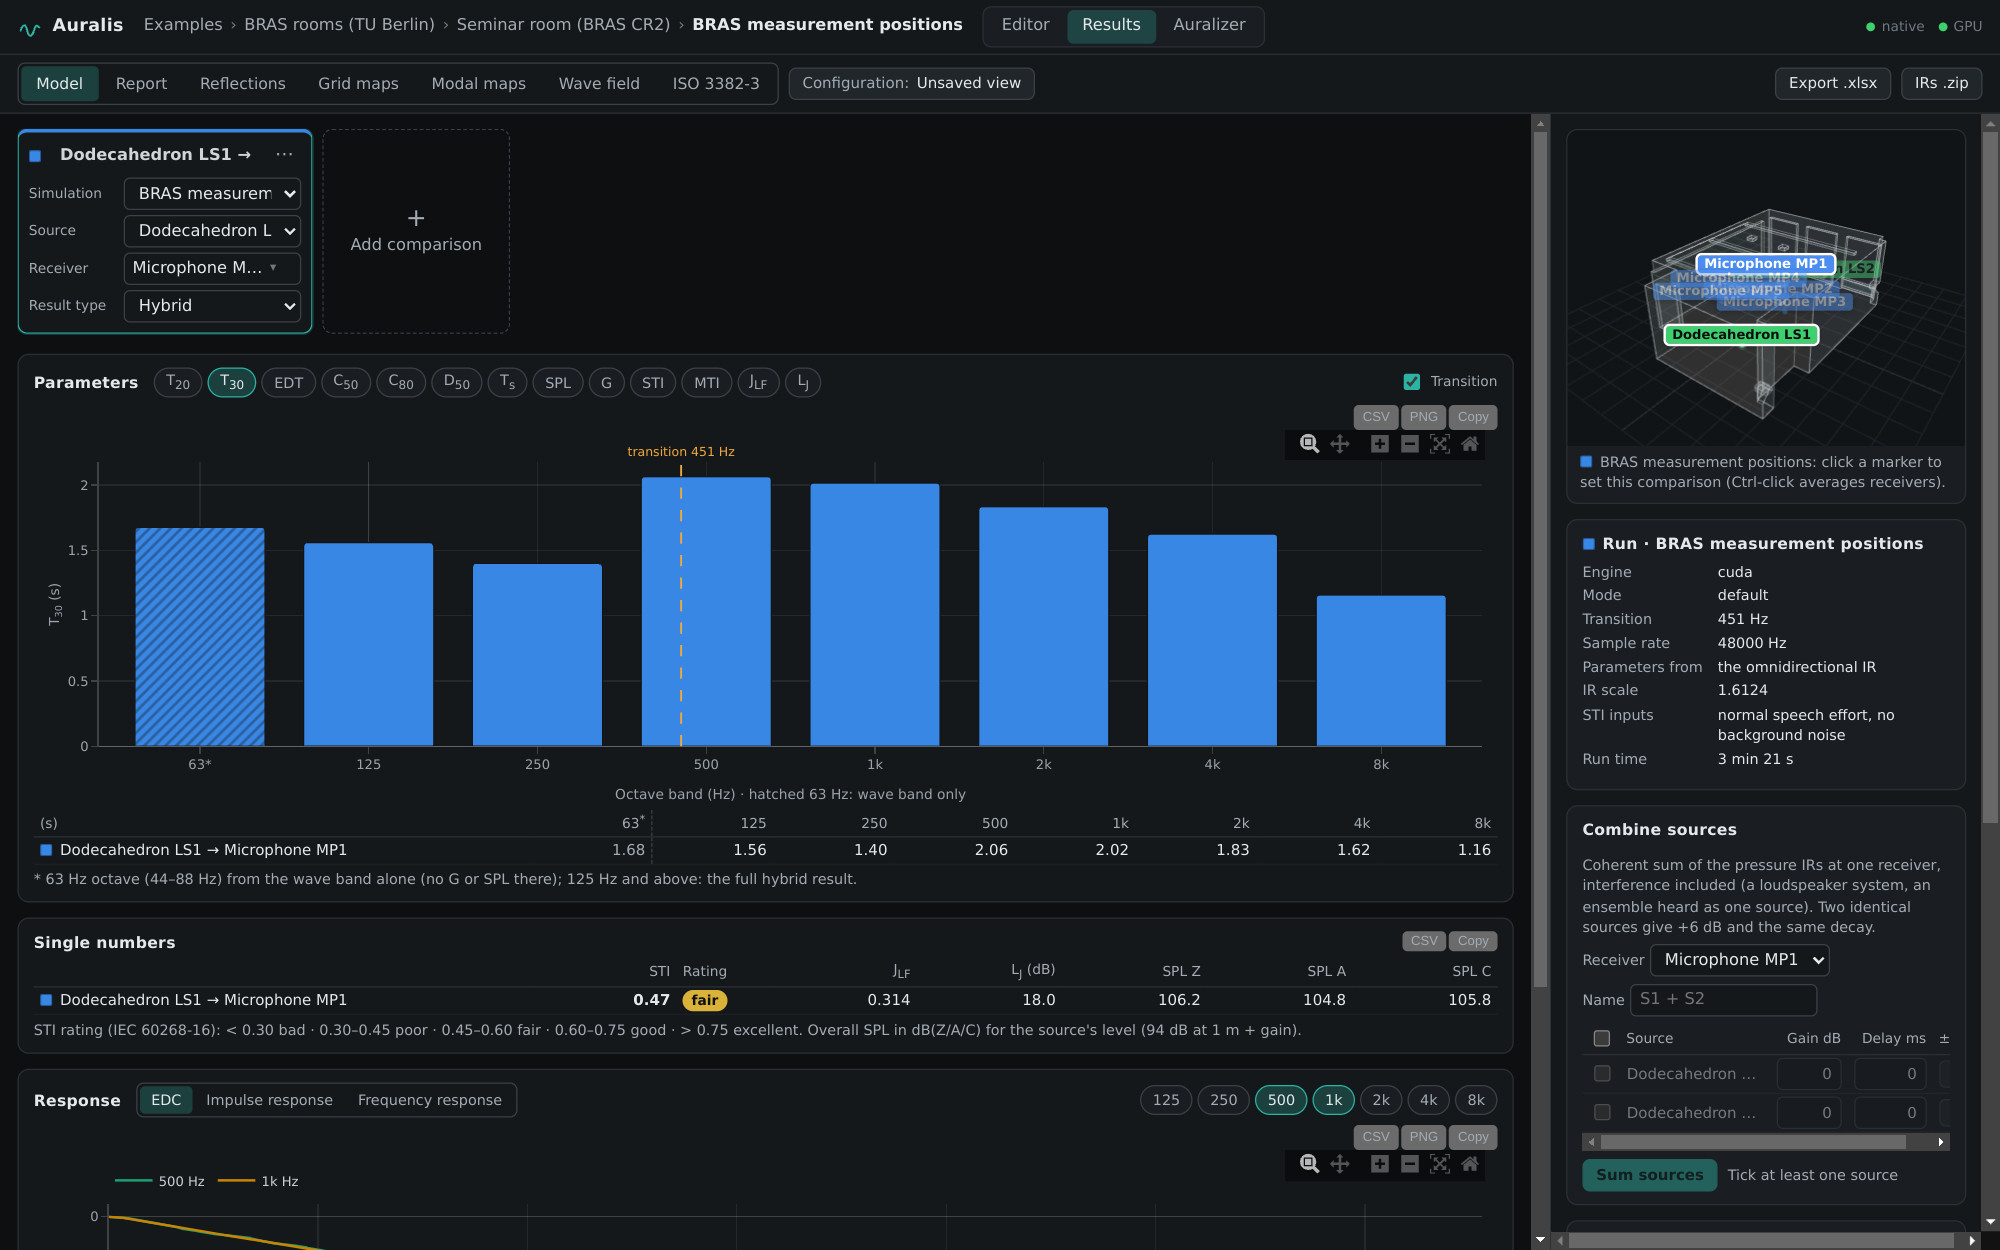 Auralis
Examples › BRAS rooms (TU Berlin) › Seminar room (BRAS CR2) › BRAS measurement positions
Editor Results Auralizer
native GPU
Model Report Reflections Grid maps Modal maps Wave field ISO 3382-3
Configuration: Unsaved view
Export .xlsx IRs .zip
Dodecahedron LS1 → ⋯
Simulation BRAS measurem
Source Dodecahedron L
Receiver Microphone M...
Result type Hybrid
+
Add comparison
Parameters T20 T30 EDT C50 C80 D50 Ts SPL G STI MTI JLF LJ
Transition
CSV PNG Copy
transition 451 Hz
T30 (s)
2
1.5
1
0.5
0
63* 125 250 500 1k 2k 4k 8k
Octave band (Hz) · hatched 63 Hz: wave band only
(s) 63* 125 250 500 1k 2k 4k 8k
Dodecahedron LS1 → Microphone MP1 1.68 1.56 1.40 2.06 2.02 1.83 1.62 1.16
* 63 Hz octave (44–88 Hz) from the wave band alone (no G or SPL there); 125 Hz and above: the full hybrid result.
Single numbers
CSV Copy
STI Rating JLF LJ (dB) SPL Z SPL A SPL C
Dodecahedron LS1 → Microphone MP1 0.47 fair 0.314 18.0 106.2 104.8 105.8
STI rating (IEC 60268-16): < 0.30 bad · 0.30–0.45 poor · 0.45–0.60 fair · 0.60–0.75 good · > 0.75 excellent. Overall SPL in dB(Z/A/C) for the source's level (94 dB at 1 m + gain).
Response EDC Impulse response Frequency response
125 250 500 1k 2k 4k 8k
CSV PNG Copy
500 Hz 1k Hz
0
Microphone MP1
LS2
Microphone MP4
Microphone MP5
MP2
Microphone MP3
Dodecahedron LS1
BRAS measurement positions: click a marker to
set this comparison (Ctrl-click averages receivers).
Run · BRAS measurement positions
Engine cuda
Mode default
Transition 451 Hz
Sample rate 48000 Hz
Parameters from the omnidirectional IR
IR scale 1.6124
STI inputs normal speech effort, no
background noise
Run time 3 min 21 s
Combine sources
Coherent sum of the pressure IRs at one receiver,
interference included (a loudspeaker system, an
ensemble heard as one source). Two identical
sources give +6 dB and the same decay.
Receiver Microphone MP1
Name S1 + S2
Source Gain dB Delay ms ±
Dodecahedron ... 0 0
Dodecahedron ... 0 0
Sum sources Tick at least one source